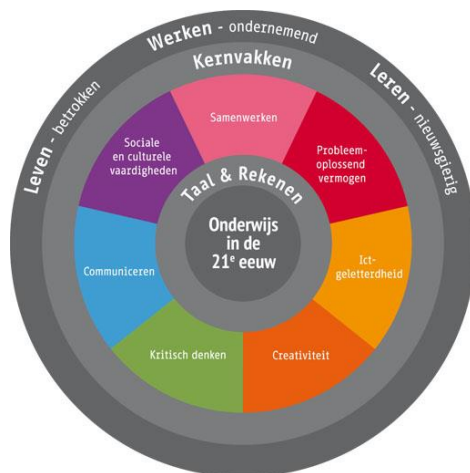 Werken - ondernemend
Kernvakken
Leven - betrokken
Leren - nieuwsgierig
Samenwerken
Sociale
en culturele
vaardigheden
Probleem-
oplossend
vermogen
Taal & Rekenen
Onderwijs
in de
21e eeuw
Communiceren
Ict-
geletterdheid
Kritisch denken
Creativiteit